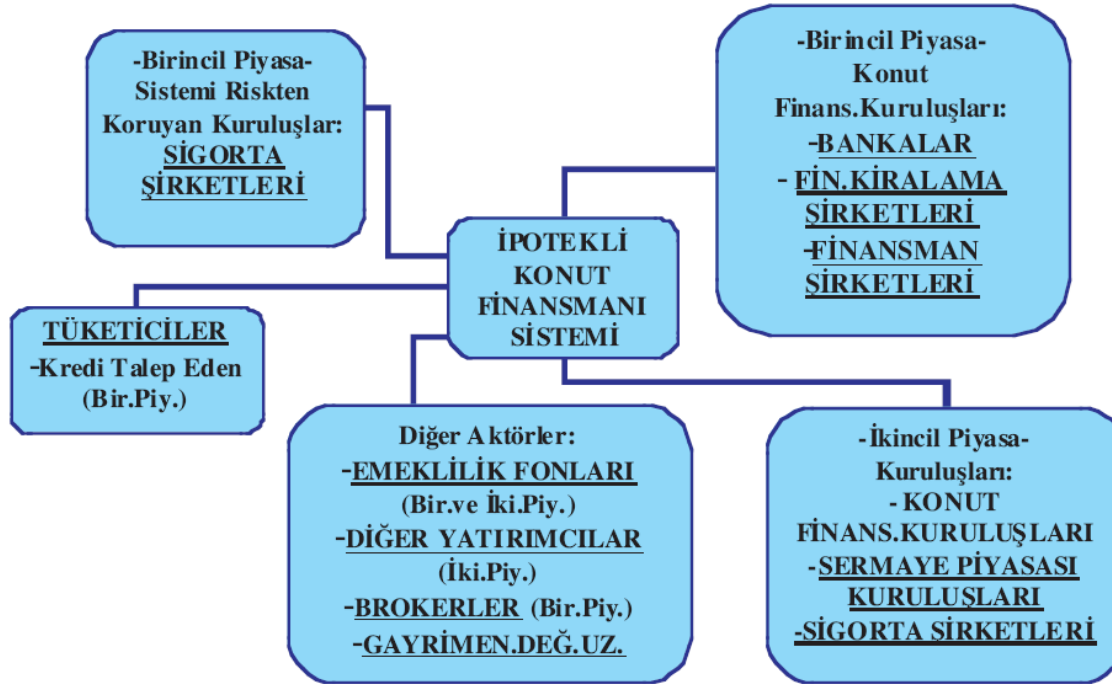 -Birincil Piyasa-
Sistemi Riskten
Koruyan Kuruluşlar:
SİGORTA
ŞİRKETLERİ
-Birincil Piyasa-
Konut
Finans.Kuruluşları:
-BANKALAR
- FİN.KİRALAMA
ŞİRKETLERİ
-FİNANSMAN
ŞİRKETLERİ
İPOTEKLİ
KONUT
FİNANSMANI
SİSTEMİ
TÜKETİCİLER
-Kredi Talep Eden
(Bir.Piy.)
Diğer Aktörler:
-EMEKLİLİK FONLARI
(Bir.ve İki.Piy.)
-DİĞER YATIRIMCILAR
(İki.Piy.)
-BROKERLER (Bir.Piy.)
-GAYRİMEN.DEĞ.UZ.
-İkincil Piyasa-
Kuruluşları:
- KONUT
FİNANS.KURULUŞLARI
-SERMAYE PİYASASI
KURULUŞLARI
-SİGORTA ŞİRKETLERİ